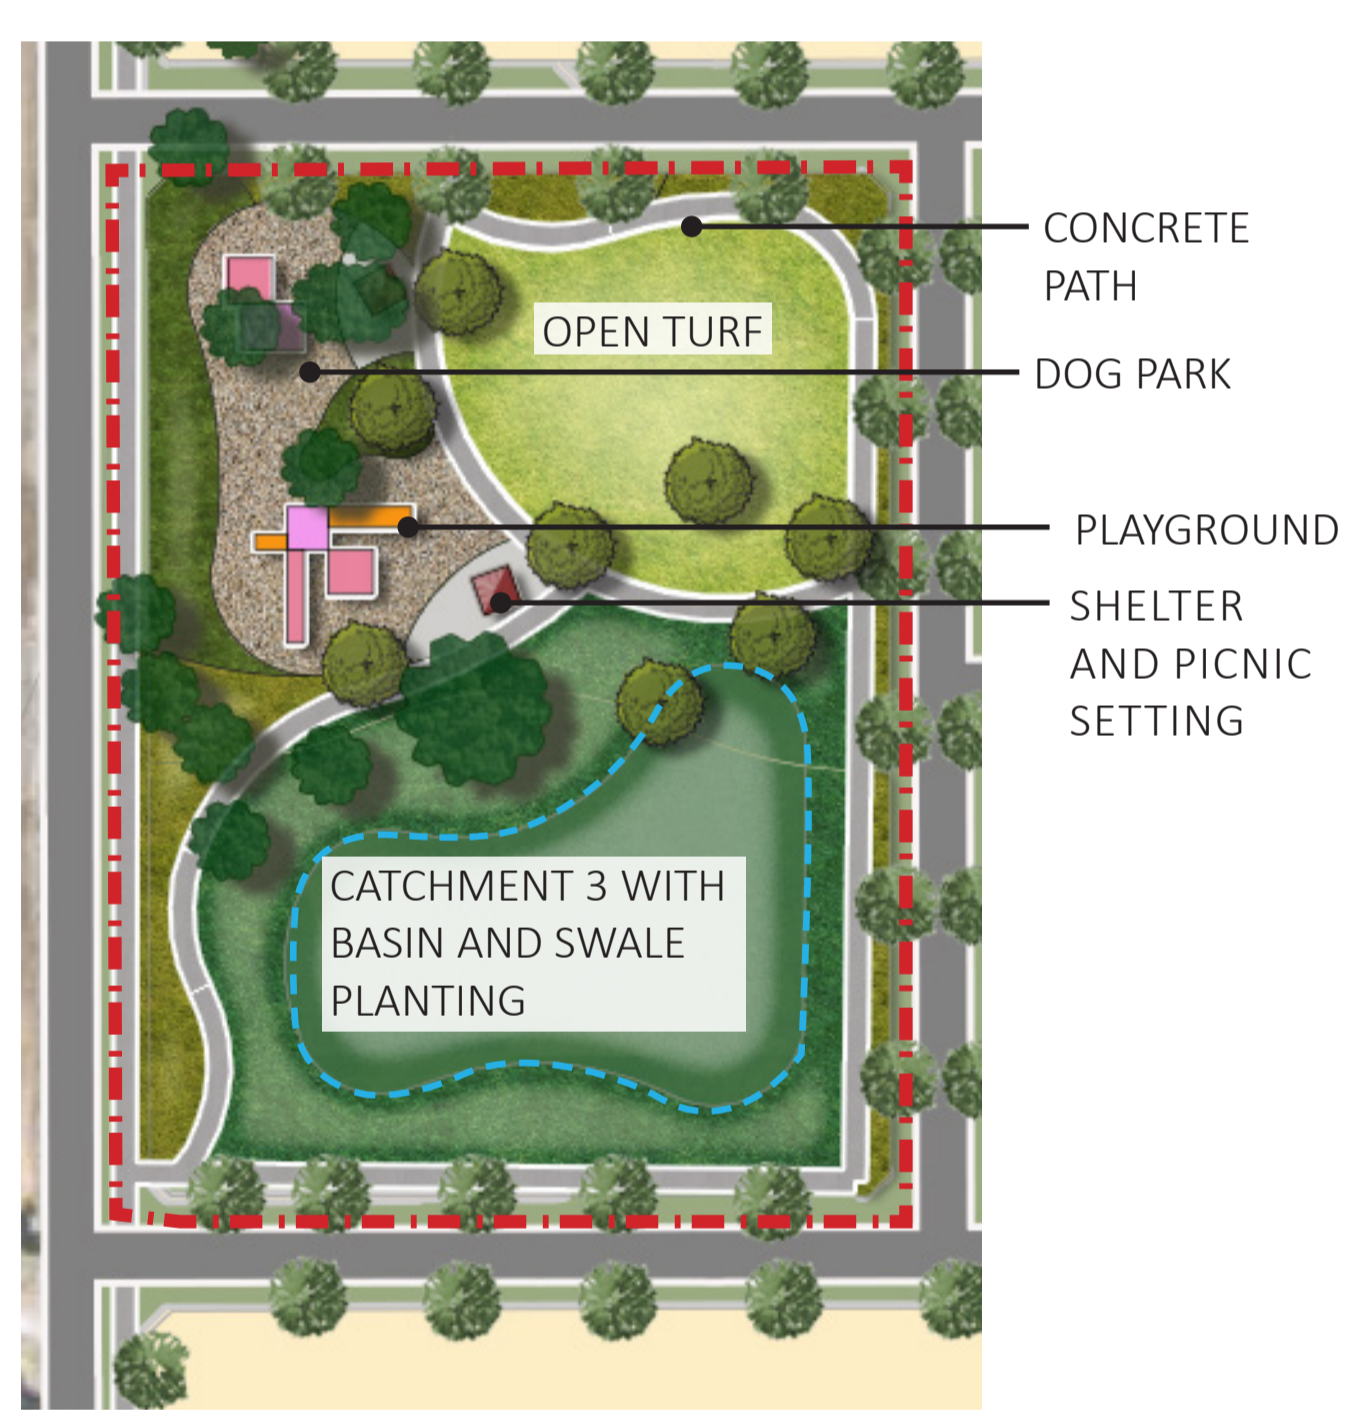 CONCRETE
PATH
OPEN TURF
DOG PARK
PLAYGROUND
SHELTER
AND PICNIC
SETTING
CATCHMENT 3 WITH
BASIN AND SWALE
PLANTING